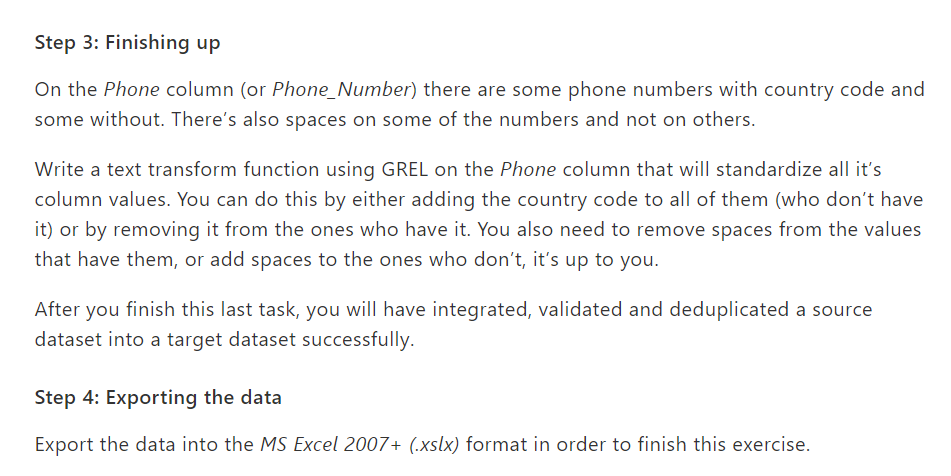 Step 3: Finishing up
On the Phone column (or Phone_Number) there are some phone numbers with country code and
some without. There's also spaces on some of the numbers and not on others.
Write a text transform function using GREL on the Phone column that will standardize all it's
column values. You can do this by either adding the country code to all of them (who don't have
it) or by removing it from the ones who have it. You also need to remove spaces from the values
that have them, or add spaces to the ones who don't, it's up to you.
After you finish this last task, you will have integrated, validated and deduplicated a source
dataset into a target dataset successfully.
Step 4: Exporting the data
Export the data into the MS Excel 2007+ (.xslx) format in order to finish this exercise.